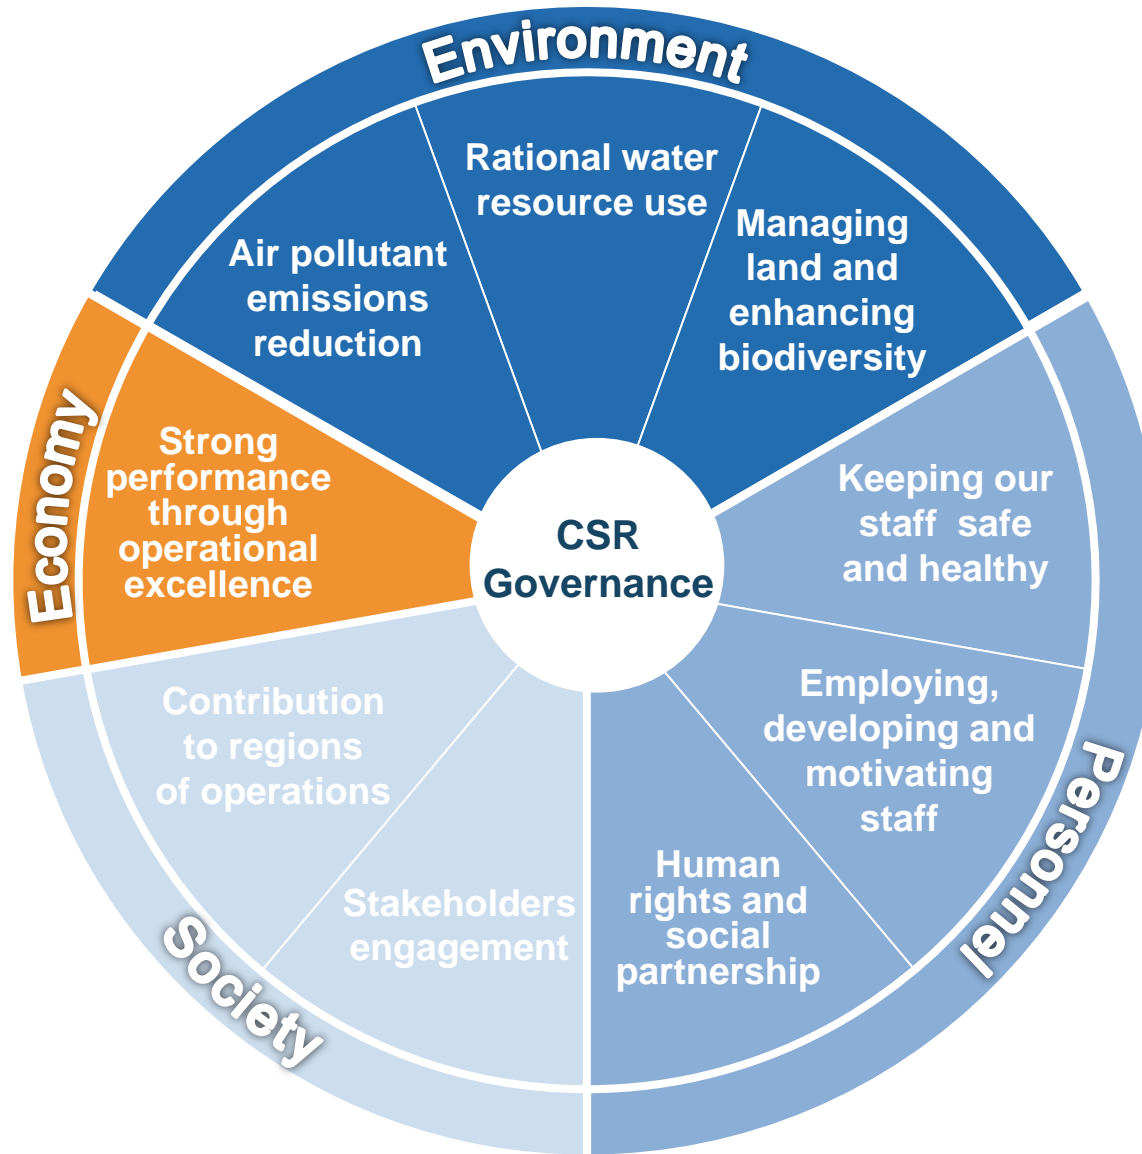 Environment
Rational water
resource use
Managing
land and
enhancing
biodiversity
Air pollutant
emissions
reduction
Economy
Strong
performance
through
operational
excellence
CSR
Governance
Keeping our
staff  safe
and healthy
Employing,
developing and
motivating
staff
Personnel
Human
rights and
social
partnership
Stakeholders
engagement
Contribution
to regions
of operations
Society